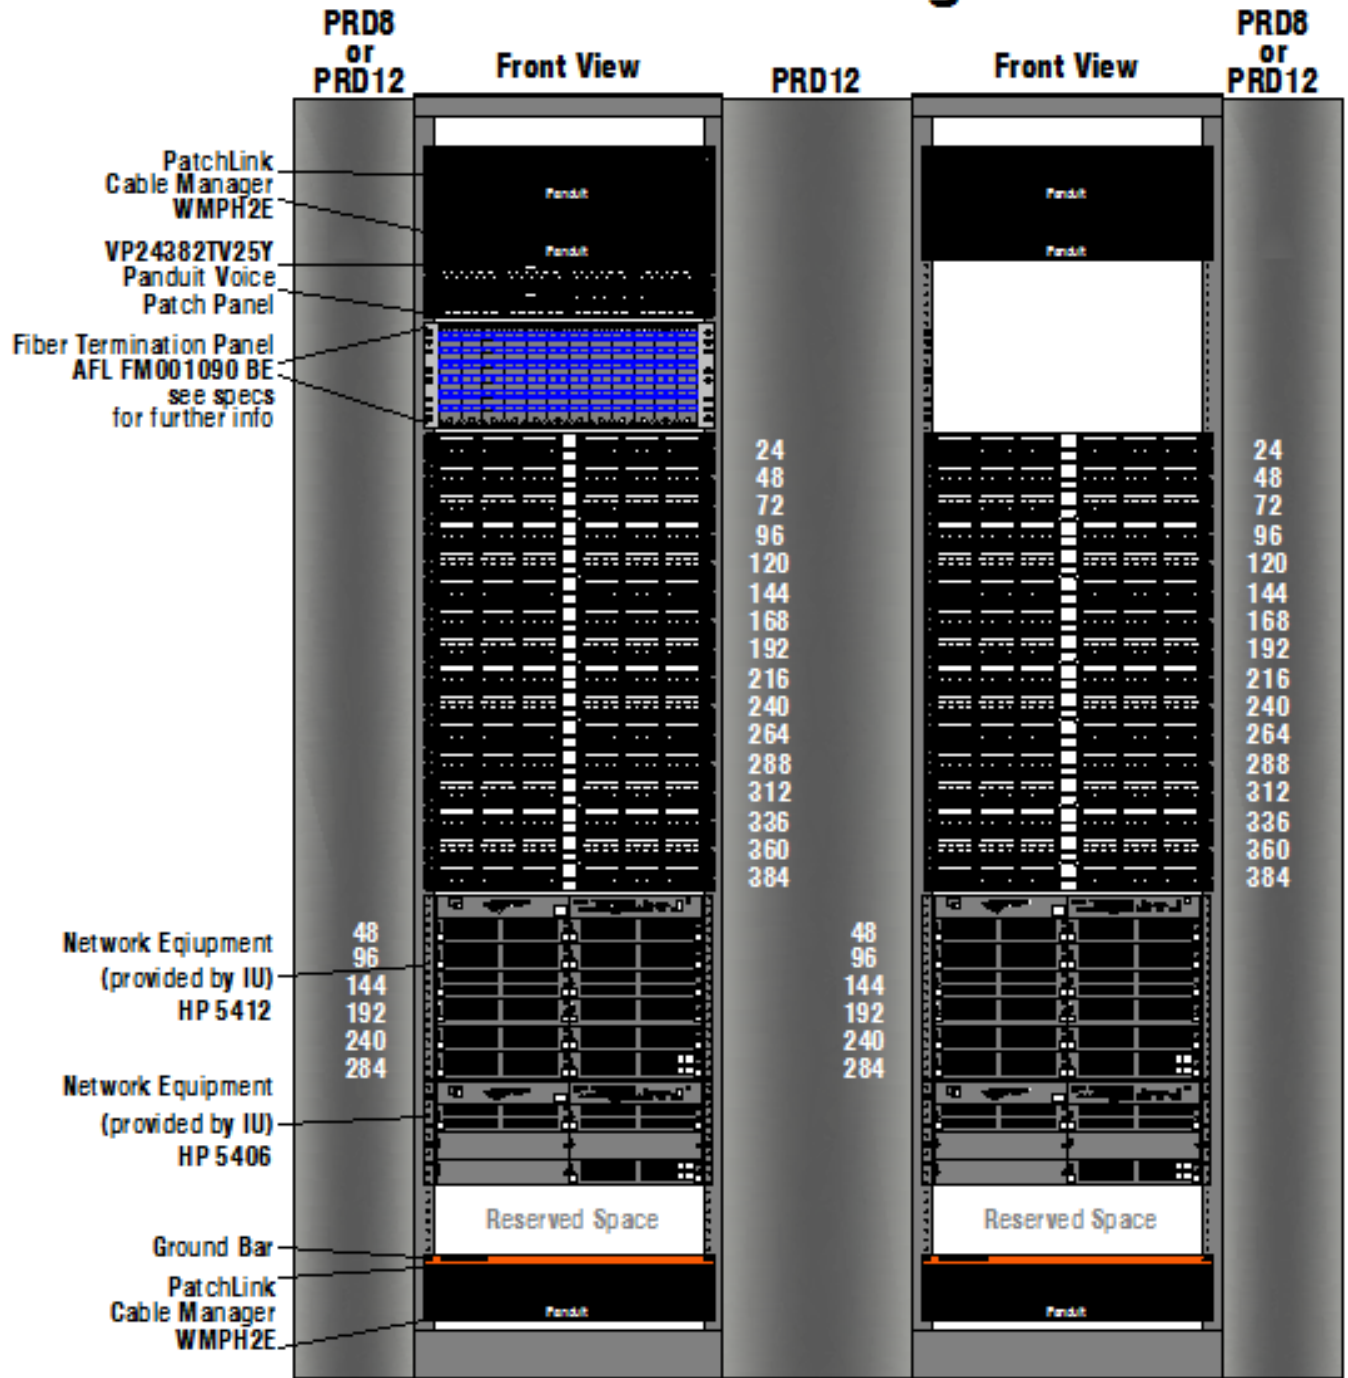 PRD8
or
PRD12
Front View
PRD12
Front View
PRD8
or
PRD12
PatchLink
Cable Manager
WMPH2E
VP24382TV25Y
Panduit Voice
Patch Panel
Fiber Termination Panel
AFL FM001090 BE
see specs
for further info
Network Eqiupment
(provided by IU)
HP 5412
Network Equipment
(provided by IU)
HP 5406
Ground Bar
PatchLink
Cable Manager
WMPH2E
48
96
144
192
240
284
Panduit
Panduit
Reserved Space
Panduit
24
48
72
96
120
144
168
192
216
240
264
288
312
336
360
384
48
96
144
192
240
284
Panduit
Panduit
Reserved Space
Panduit
24
48
72
96
120
144
168
192
216
240
264
288
312
336
360
384